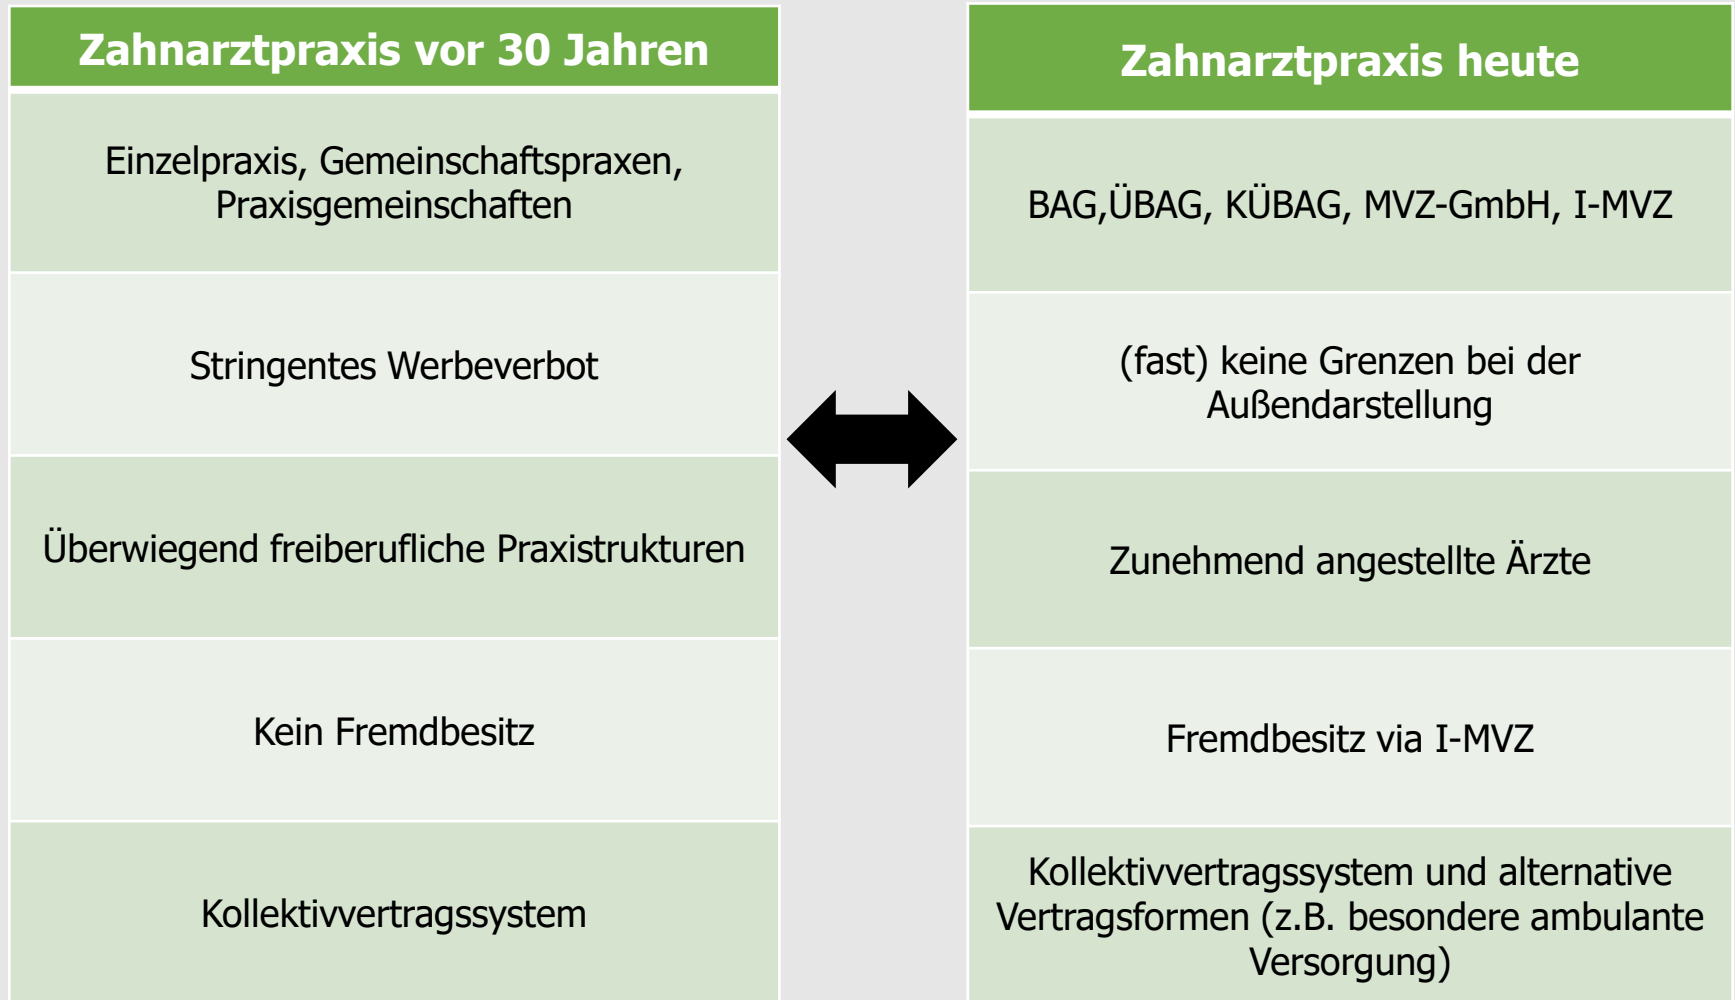 Zahnarztpraxis vor 30 Jahren
Einzelpraxis, Gemeinschaftspraxen,
Praxisgemeinschaften
Stringentes Werbeverbot
Überwiegend freiberufliche Praxistrukturen
Kein Fremdbesitz
Kollektivvertragssystem
Zahnarztpraxis heute
BAG,ÜBAG, KÜBAG, MVZ-GmbH, I-MVZ
(fast) keine Grenzen bei der
Außendarstellung
Zunehmend angestellte Ärzte
Fremdbesitz via I-MVZ
Kollektivvertragssystem und alternative
Vertragsformen (z.B. besondere ambulante
Versorgung)